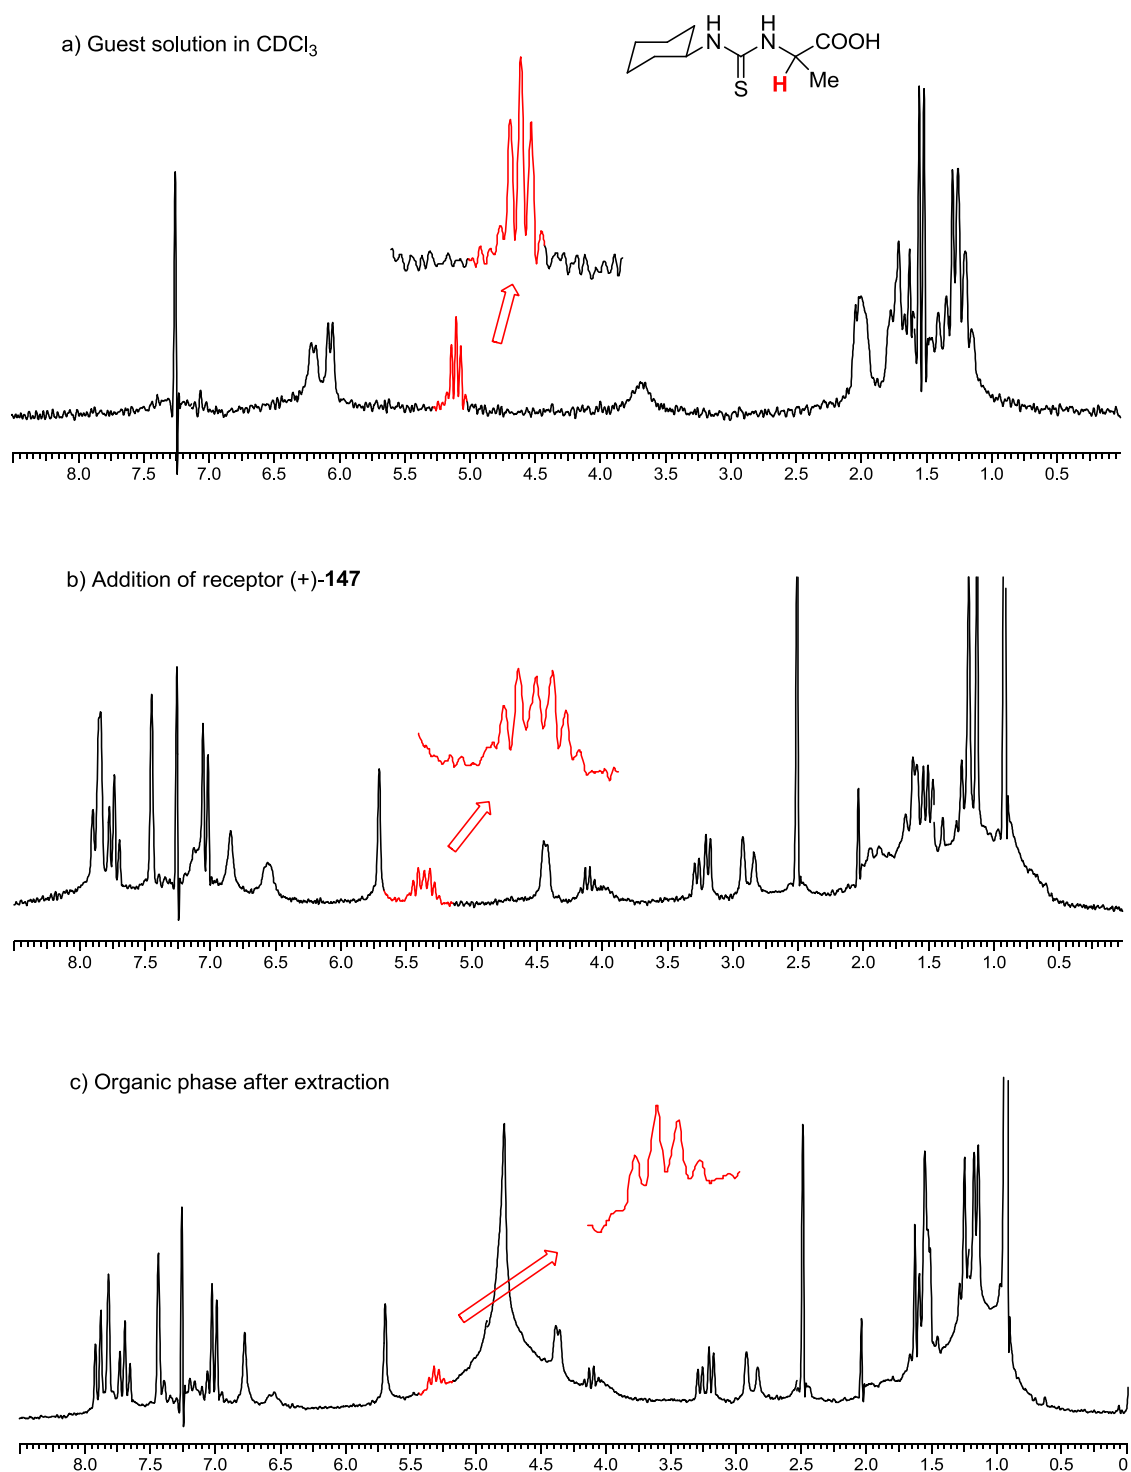 a) Guest solution in CDCl3
H H
N N COOH
S H Me
8.0 7.5 7.0 6.5 6.0 5.5 5.0 4.5 4.0 3.5 3.0 2.5 2.0 1.5 1.0 0.5
b) Addition of receptor (+)-147
8.0 7.5 7.0 6.5 6.0 5.5 5.0 4.5 4.0 3.5 3.0 2.5 2.0 1.5 1.0 0.5
c) Organic phase after extraction
8.0 7.5 7.0 6.5 6.0 5.5 5.0 4.5 4.0 3.5 3.0 2.5 2.0 1.5 1.0 0.5 0